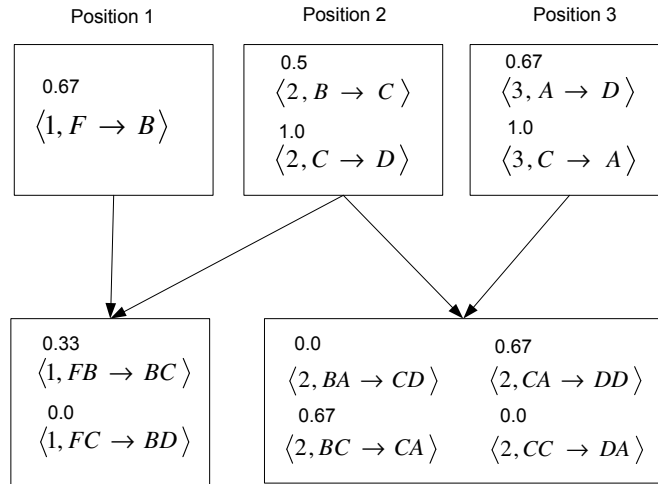 Position 1
Position 2
Position 3
0.67
⟨1, F → B⟩
0.5
⟨2, B → C⟩
1.0
⟨2, C → D⟩
0.67
⟨3, A → D⟩
1.0
⟨3, C → A⟩
0.33
⟨1, FB → BC⟩
0.0
⟨1, FC → BD⟩
0.0
⟨2, BA → CD⟩
0.67
⟨2, BC → CA⟩
0.67
⟨2, CA → DD⟩
0.0
⟨2, CC → DA⟩